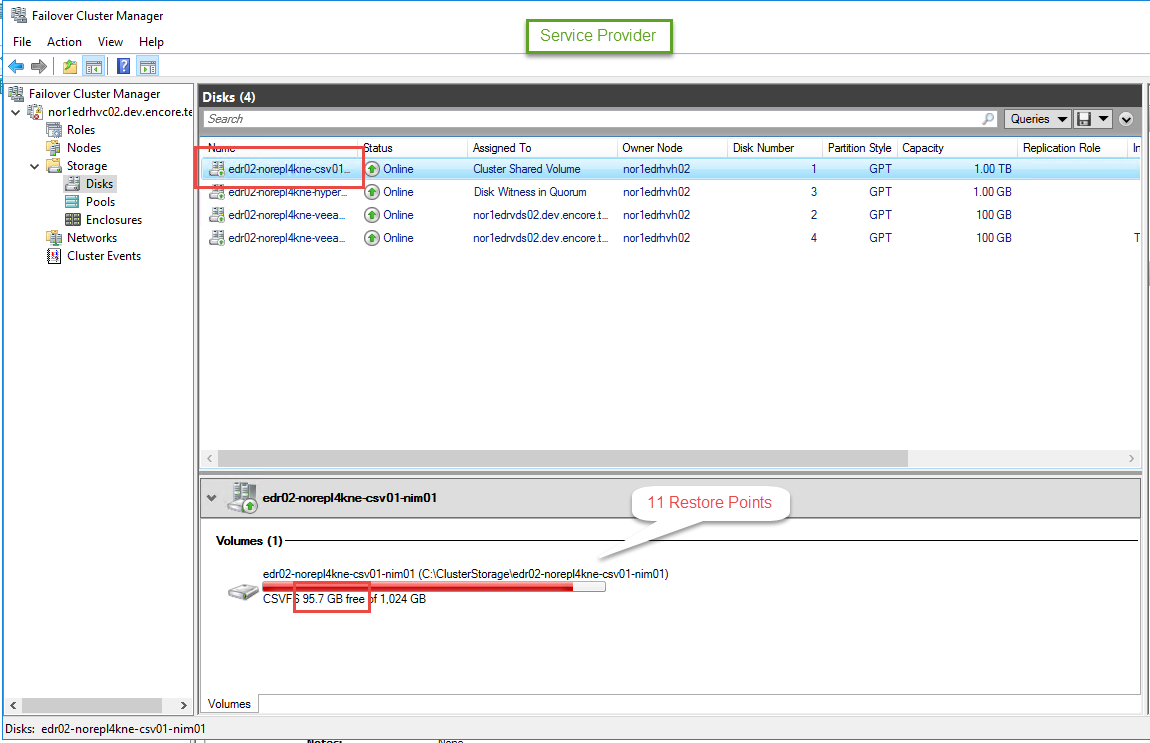 Failover Cluster Manager
File Action View Help
Service Provider
Failover Cluster Manager
nor1edrhvc02.dev.encore.te
Roles
Nodes
Storage
Disks
Pools
Enclosures
Networks
Cluster Events
Disks (4)
Search
Queries
Name Status Assigned To Owner Node Disk Number Partition Style Capacity Replication Role In
edr02-norepl4kne-csv01... Online Cluster Shared Volume nor1edrhvh02 1 GPT 1.00 TB
edr02-norepl4kne-hyper... Online Disk Witness in Quorum nor1edrhvh02 3 GPT 1.00 GB
edr02-norepl4kne-veea... Online nor1edrvds02.dev.encore.t... nor1edrhvh02 2 GPT 100 GB
edr02-norepl4kne-veea... Online nor1edrvds02.dev.encore.t... nor1edrhvh02 4 GPT 100 GB T
edr02-norepl4kne-csv01-nim01
11 Restore Points
Volumes (1)
edr02-norepl4kne-csv01-nim01 (C:\ClusterStorage\edr02-norepl4kne-csv01-nim01)
CSVFS 95.7 GB free of 1,024 GB
Volumes
Disks: edr02-norepl4kne-csv01-nim01
Notes: None